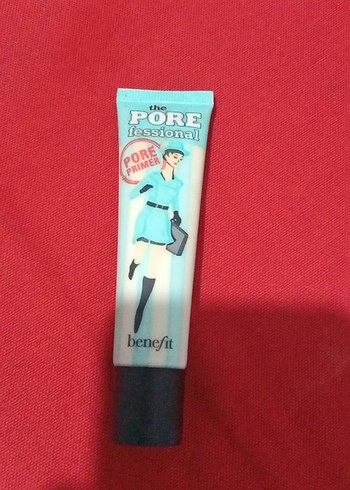 the
PORE
fessional
PORE
PRIMER
benefit